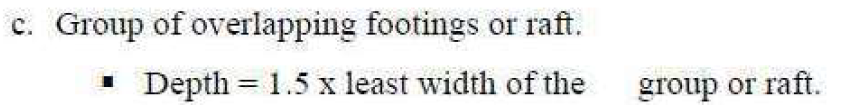 c. Group of overlapping footings or raft.
▪ Depth = 1.5 x least width of the group or raft.